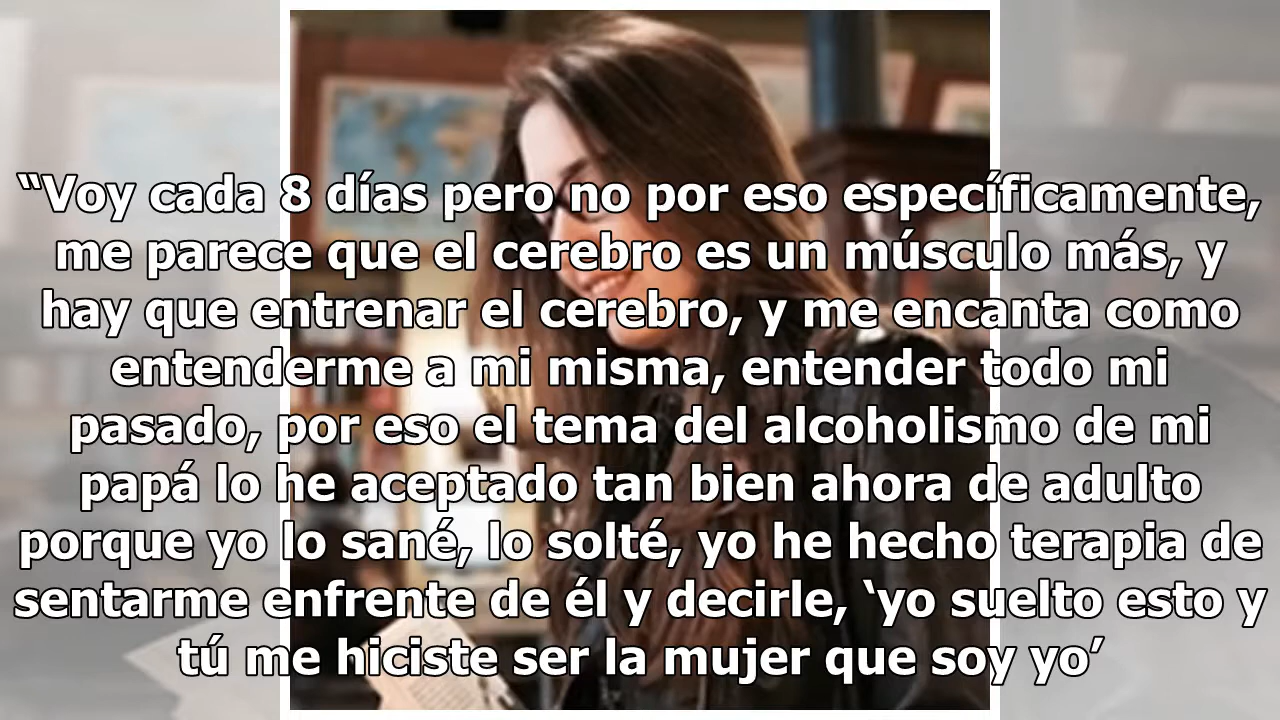 “Voy cada 8 días pero no por eso específicamente,
me parece que el cerebro es un músculo más, y
hay que entrenar el cerebro, y me encanta como
entenderme a mi misma, entender todo mi
pasado, por eso el tema del alcoholismo de mi
papá lo he aceptado tan bien ahora de adulto
porque yo lo sané, lo solté, yo he hecho terapia de
sentarme enfrente de él y decirle, ‘yo suelto esto y
tú me hiciste ser la mujer que soy yo’